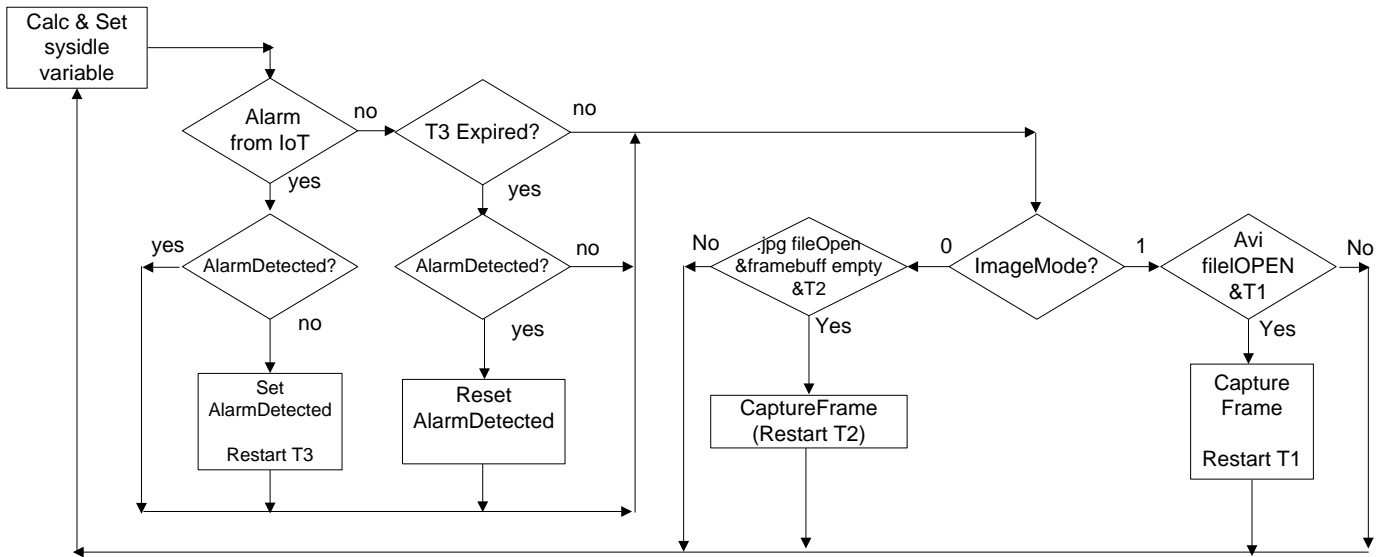 Calc & Set
sysidle
variable
Alarm
from IoT
no
yes
T3 Expired?
no
yes
AlarmDetected?
yes
no
AlarmDetected?
no
yes
Set
AlarmDetected
Restart T3
Reset
AlarmDetected
ImageMode?
0
1
.jpg fileOpen
&framebuff empty
&T2
No
Yes
CaptureFrame
(Restart T2)
Avi
fileIOPEN
&T1
No
Yes
Capture
Frame
Restart T1